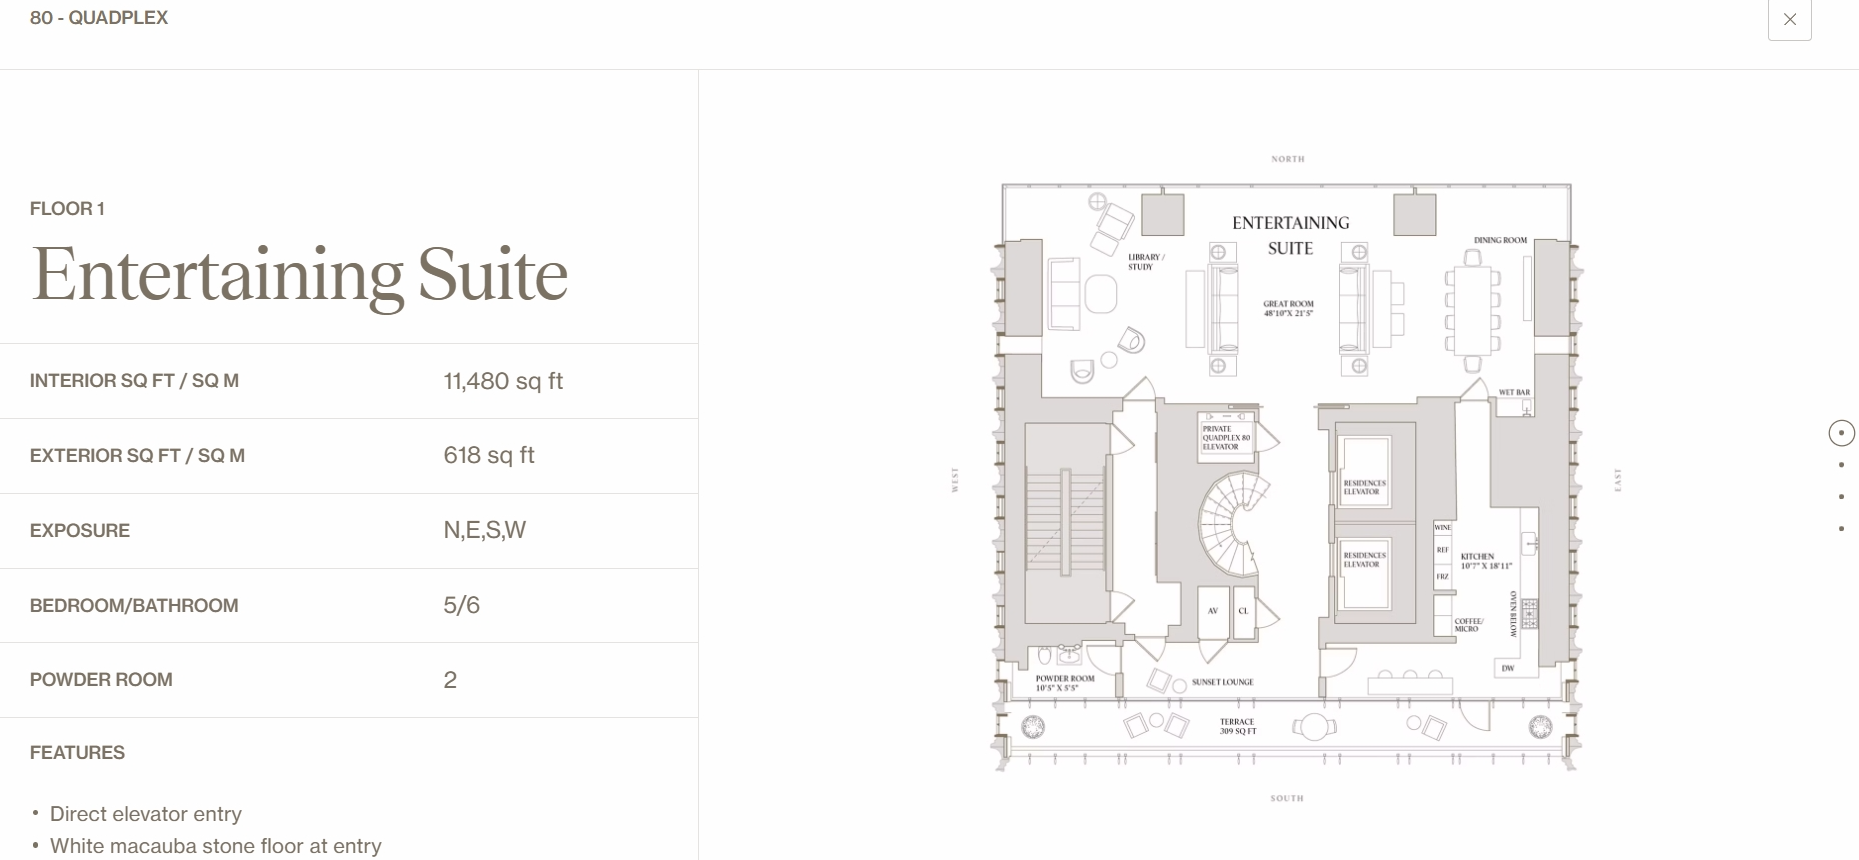 80 - QUADPLEX
FLOOR 1
Entertaining Suite
INTERIOR SQ FT / SQ M
11,480 sq ft
EXTERIOR SQ FT / SQ M
618 sq ft
EXPOSURE
N,E,S,W
BEDROOM/BATHROOM
5/6
POWDER ROOM
2
FEATURES
• Direct elevator entry
• White macauba stone floor at entry
NORTH
ENTERTAINING
SUITE
DINING ROOM
LIBRARY /
STUDY
GREAT ROOM
48'10"X 21'5"
WET BAR
PRIVATE
QUADPLEX 80
ELEVATOR
WEST
EAST
RESIDENCES
ELEVATOR
WINE
REF
FRZ
KITCHEN
10'7" X 18'11"
RESIDENCES
ELEVATOR
OVEN BELOW
AV
CL
COFFEE/
MICRO
DW
POWDER ROOM
10'5" X 5'5"
SUNSET LOUNGE
TERRACE
309 SQ FT
SOUTH